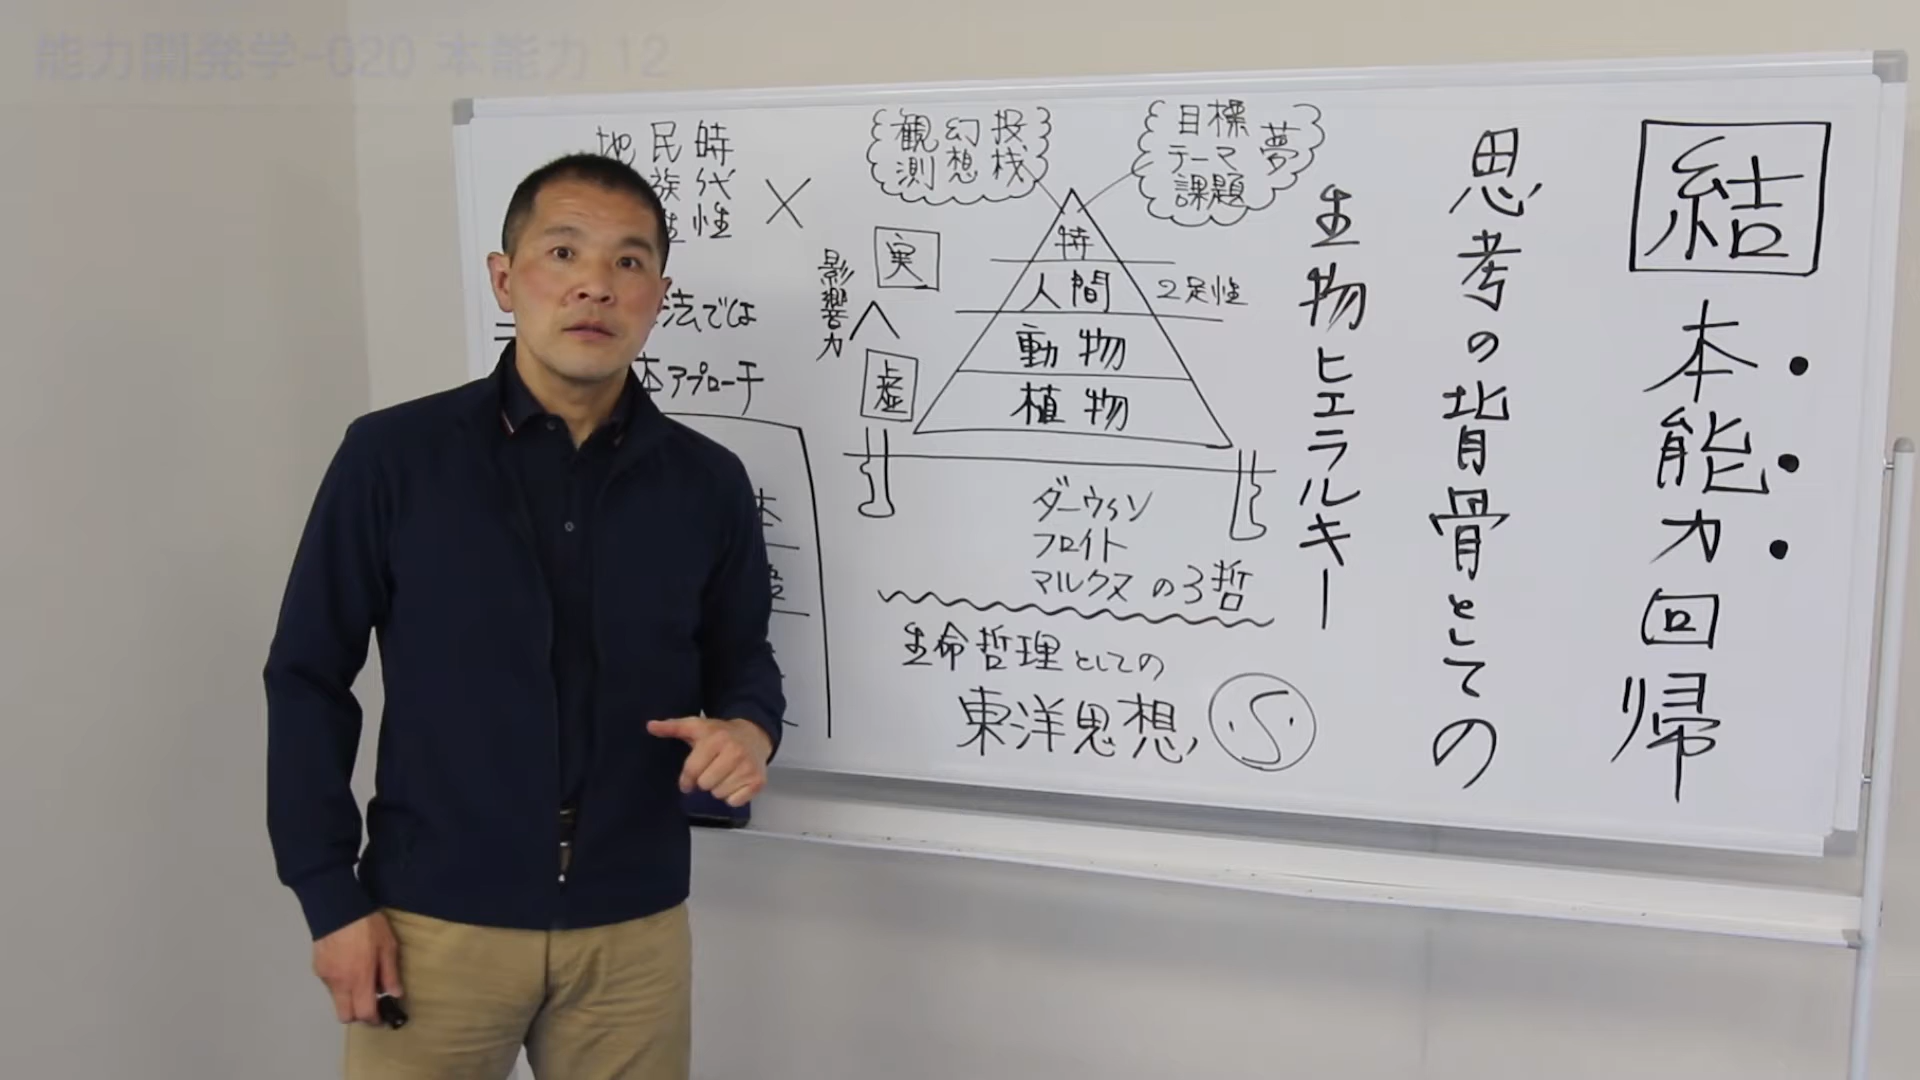 能力開発学-020 本能力 12
結
本能力回帰
思考の背骨としての
生物ヒエラルキー
目標
テーマ
課題
夢
観測
幻想
投桟
特
人間
2足性
動物
植物
実
∧
虚
影響力
ダーウィン
フロイト
マルクスの3哲
生命哲理としての
東洋思想
S
×
時代性
民族性
地
法では
本アプローチ